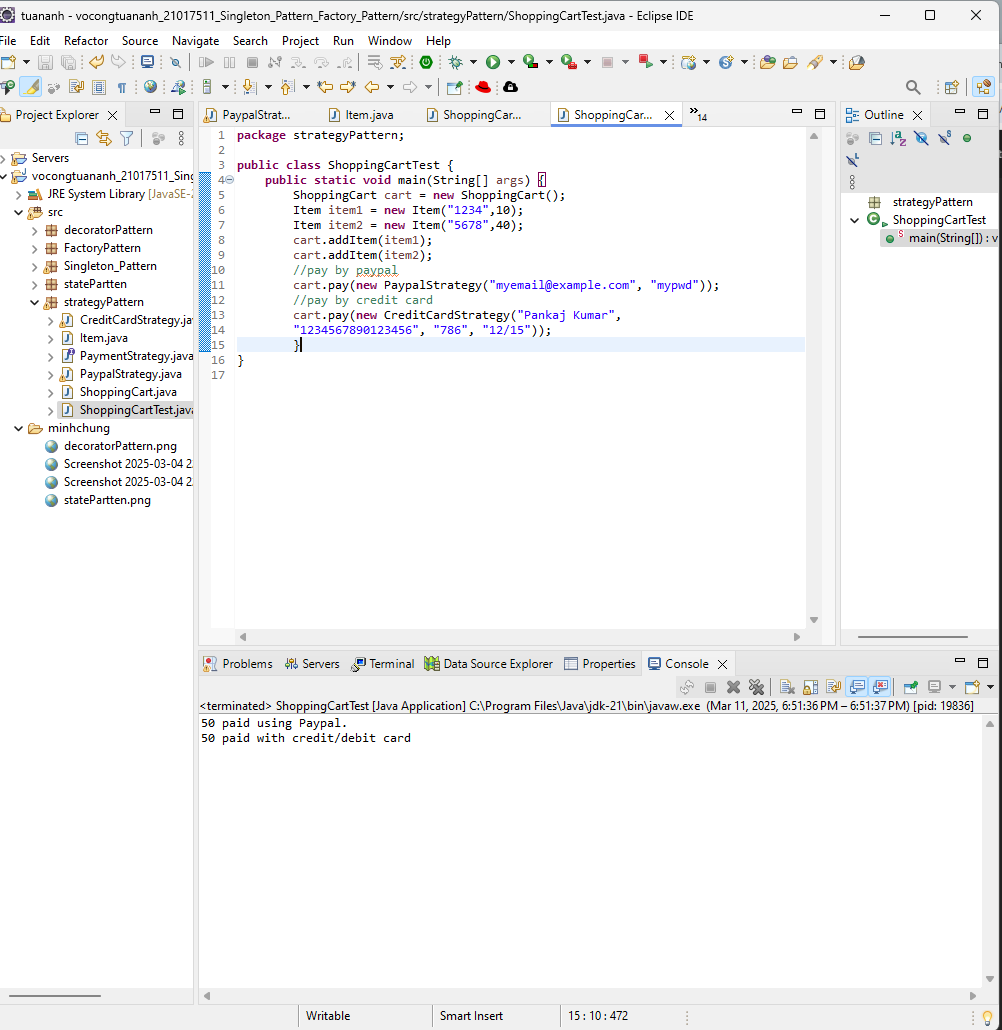 tuananh - vocongtuananh_21017511_Singleton_Pattern_Factory_Pattern/src/strategyPattern/ShoppingCartTest.java - Eclipse IDE
File Edit Refactor Source Navigate Search Project Run Window Help
Project Explorer
Servers
vocongtuananh_21017511_Sing
JRE System Library [JavaSE-2
src
decoratorPattern
FactoryPattern
Singleton_Pattern
statePartten
strategyPattern
CreditCardStrategy.ja
Item.java
PaymentStrategy.java
PaypalStrategy.java
ShoppingCart.java
ShoppingCartTest.java
minhchung
decoratorPattern.png
Screenshot 2025-03-04 2
Screenshot 2025-03-04 2
statePartten.png
PaypalStrat... Item.java ShoppingCar... ShoppingCar... »14
1 package strategyPattern;
2
3 public class ShoppingCartTest {
4 public static void main(String[] args) {
5 ShoppingCart cart = new ShoppingCart();
6 Item item1 = new Item("1234",10);
7 Item item2 = new Item("5678",40);
8 cart.addItem(item1);
9 cart.addItem(item2);
10 //pay by paypal
11 cart.pay(new PaypalStrategy("myemail@example.com", "mypwd"));
12 //pay by credit card
13 cart.pay(new CreditCardStrategy("Pankaj Kumar",
14 "1234567890123456", "786", "12/15"));
15 }
16 }
17
Outline
strategyPattern
ShoppingCartTest
main(String[]) : v
Problems Servers Terminal Data Source Explorer Properties Console
<terminated> ShoppingCartTest [Java Application] C:\Program Files\Java\jdk-21\bin\javaw.exe (Mar 11, 2025, 6:51:36 PM – 6:51:37 PM) [pid: 19836]
50 paid using Paypal.
50 paid with credit/debit card
Writable Smart Insert 15 : 10 : 472